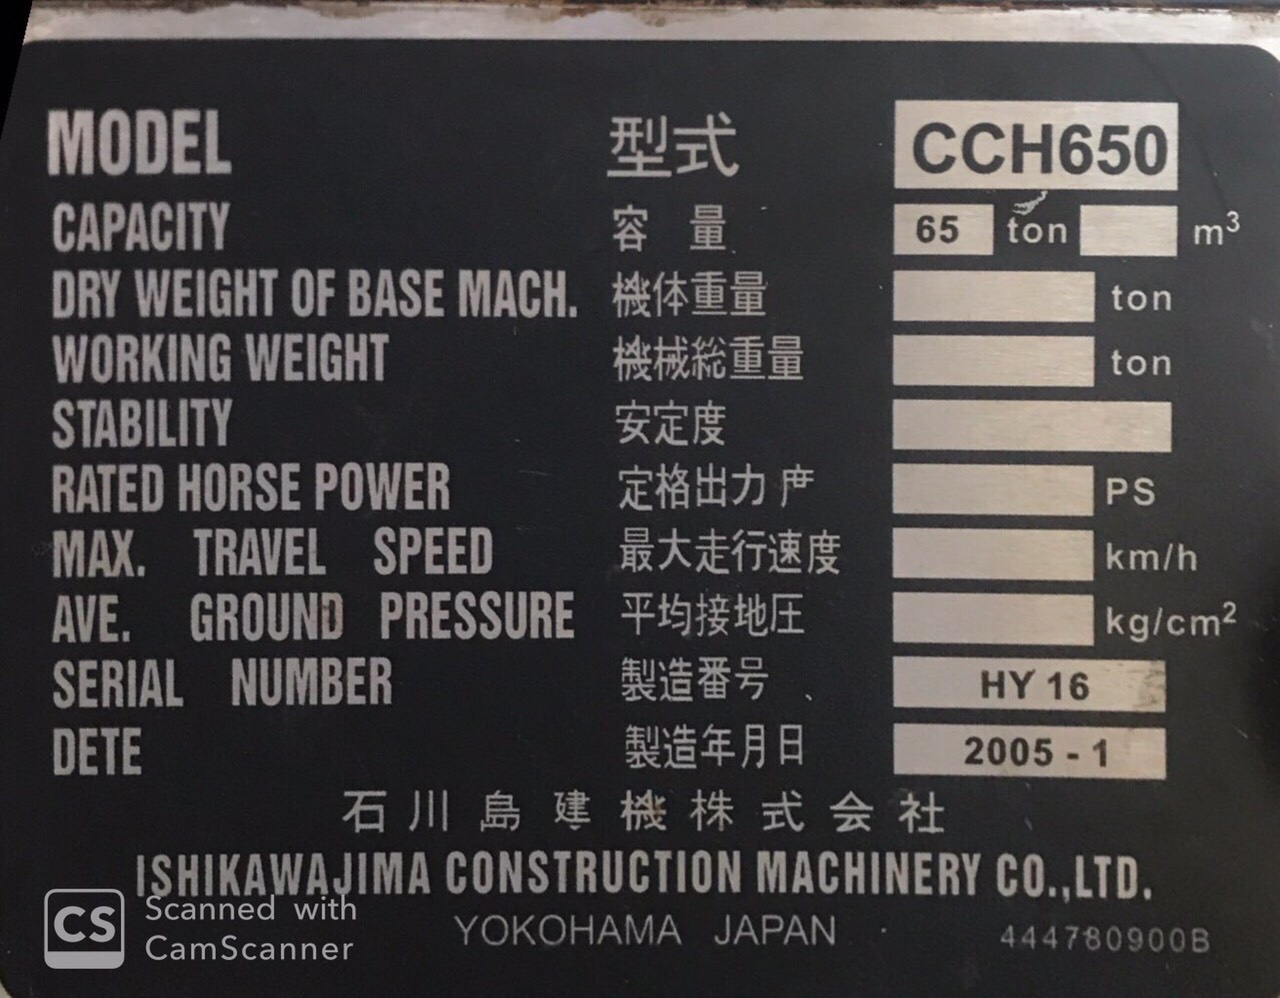 MODEL 型式 CCH650
CAPACITY 容 量 65 ton m³
DRY WEIGHT OF BASE MACH. 機体重量 ton
WORKING WEIGHT 機械総重量 ton
STABILITY 安定度
RATED HORSE POWER 定格出力 度 PS
MAX. TRAVEL SPEED 最大走行速度 km/h
AVE. GROUND PRESSURE 平均接地圧 kg/cm²
SERIAL NUMBER 製造番号 、 HY 16
DETE 製造年月日 2005 - 1
石川島建機株式会社
ISHIKAWAJIMA CONSTRUCTION MACHINERY CO.,LTD.
YOKOHAMA JAPAN 444780900B
CS Scanned with
CamScanner